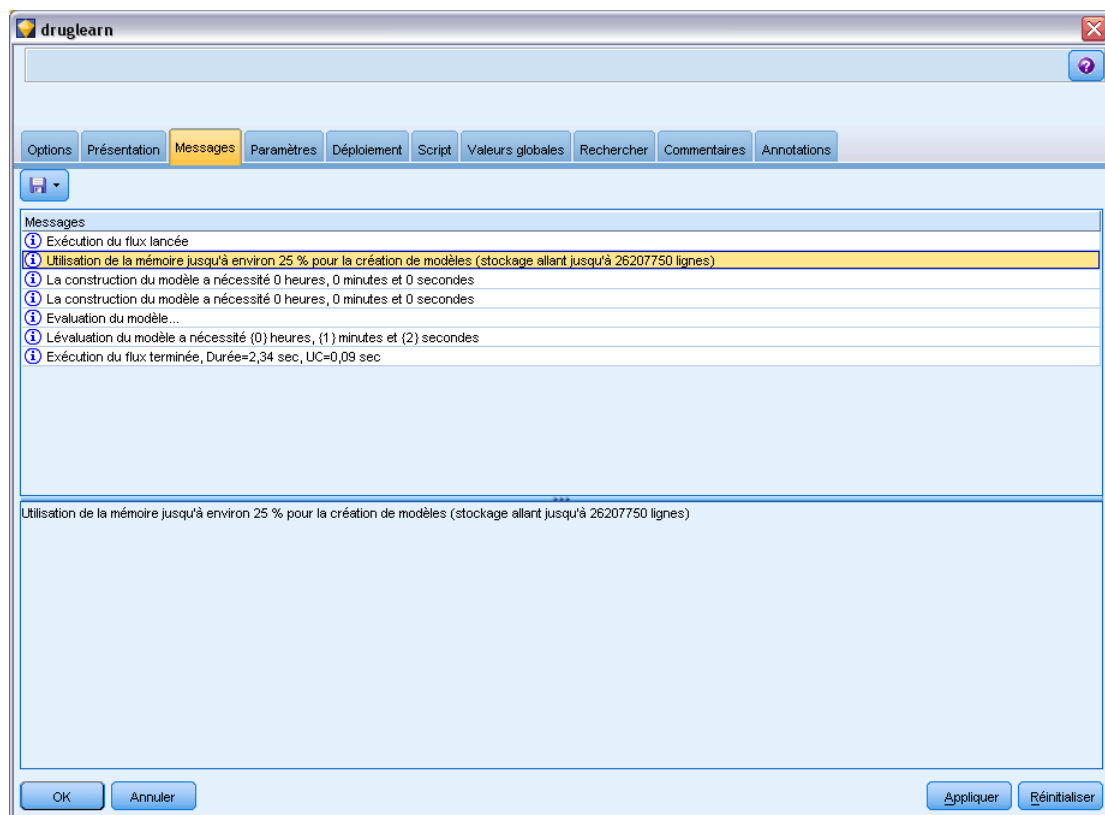 druglearn
Options Présentation Messages Paramètres Déploiement Script Valeurs globales Rechercher Commentaires Annotations
Messages
Exécution du flux lancée
Utilisation de la mémoire jusqu'à environ 25 % pour la création de modèles (stockage allant jusqu'à 26207750 lignes)
La construction du modèle a nécessité 0 heures, 0 minutes et 0 secondes
La construction du modèle a nécessité 0 heures, 0 minutes et 0 secondes
Evaluation du modèle...
Lévaluation du modèle a nécessité {0} heures, {1} minutes et {2} secondes
Exécution du flux terminée, Durée=2,34 sec, UC=0,09 sec
Utilisation de la mémoire jusqu'à environ 25 % pour la création de modèles (stockage allant jusqu'à 26207750 lignes)
OK Annuler Appliquer Réinitialiser